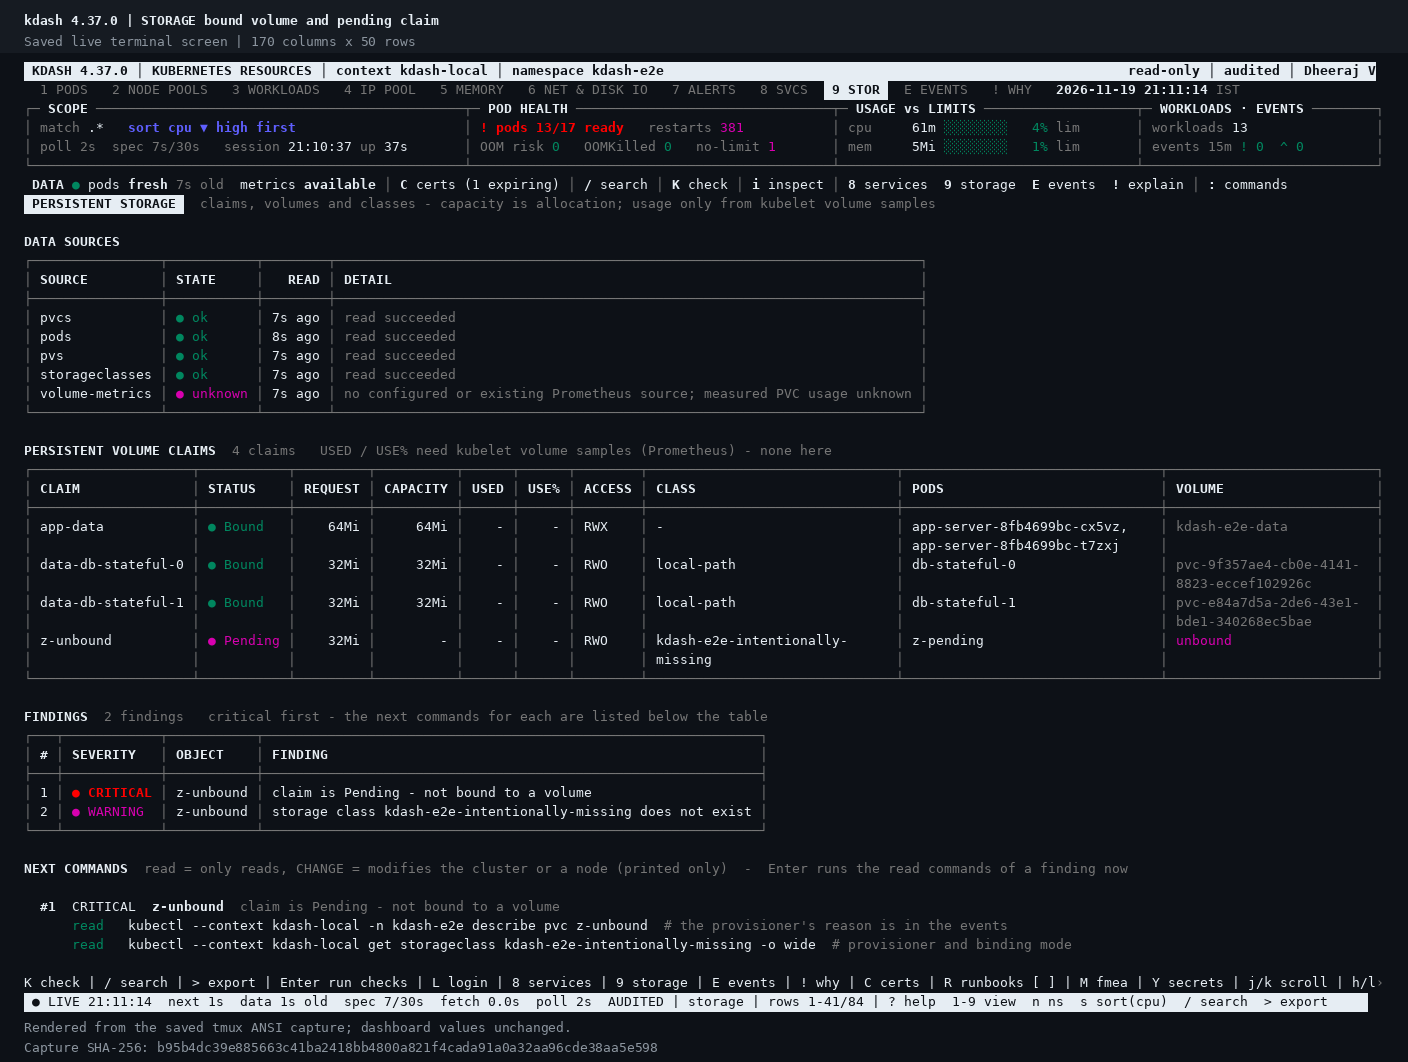 kdash 4.37.0 | STORAGE bound volume and pending claim
Saved live terminal screen | 170 columns x 50 rows
KDASH 4.37.0 │ KUBERNETES RESOURCES │ context kdash-local │ namespace kdash-e2e read-only │ audited │ Dheeraj V
1 PODS 2 NODE POOLS 3 WORKLOADS 4 IP POOL 5 MEMORY 6 NET & DISK IO 7 ALERTS 8 SVCS 9 STOR E EVENTS ! WHY 2026-11-19 21:11:14 IST
SCOPE POD HEALTH USAGE vs LIMITS WORKLOADS · EVENTS
match .* sort cpu ▼ high first │ ! pods 13/17 ready restarts 381 │ cpu 61m 4% lim │ workloads 13
poll 2s spec 7s/30s session 21:10:37 up 37s │ OOM risk 0 OOMKilled 0 no-limit 1 │ mem 5Mi 1% lim │ events 15m ! 0 ^ 0
DATA ● pods fresh 7s old metrics available │ C certs (1 expiring) │ / search │ K check │ i inspect │ 8 services 9 storage E events ! explain │ : commands
PERSISTENT STORAGE claims, volumes and classes - capacity is allocation; usage only from kubelet volume samples
DATA SOURCES
SOURCE │ STATE │ READ │ DETAIL
pvcs │ ● ok │ 7s ago │ read succeeded
pods │ ● ok │ 8s ago │ read succeeded
pvs │ ● ok │ 7s ago │ read succeeded
storageclasses │ ● ok │ 7s ago │ read succeeded
volume-metrics │ ● unknown │ 7s ago │ no configured or existing Prometheus source; measured PVC usage unknown
PERSISTENT VOLUME CLAIMS 4 claims USED / USE% need kubelet volume samples (Prometheus) - none here
CLAIM │ STATUS │ REQUEST │ CAPACITY │ USED │ USE% │ ACCESS │ CLASS │ PODS │ VOLUME
app-data │ ● Bound │ 64Mi │ 64Mi │ - │ - │ RWX │ - │ app-server-8fb4699bc-cx5vz, │ kdash-e2e-data
app-server-8fb4699bc-t7zxj
data-db-stateful-0 │ ● Bound │ 32Mi │ 32Mi │ - │ - │ RWO │ local-path │ db-stateful-0 │ pvc-9f357ae4-cb0e-4141-
8823-eccef102926c
data-db-stateful-1 │ ● Bound │ 32Mi │ 32Mi │ - │ - │ RWO │ local-path │ db-stateful-1 │ pvc-e84a7d5a-2de6-43e1-
bde1-340268ec5bae
z-unbound │ ● Pending │ 32Mi │ - │ - │ - │ RWO │ kdash-e2e-intentionally- │ z-pending │ unbound
missing
FINDINGS 2 findings critical first - the next commands for each are listed below the table
# │ SEVERITY │ OBJECT │ FINDING
1 │ ● CRITICAL │ z-unbound │ claim is Pending - not bound to a volume
2 │ ● WARNING │ z-unbound │ storage class kdash-e2e-intentionally-missing does not exist
NEXT COMMANDS read = only reads, CHANGE = modifies the cluster or a node (printed only) - Enter runs the read commands of a finding now
#1 CRITICAL z-unbound claim is Pending - not bound to a volume
read kubectl --context kdash-local -n kdash-e2e describe pvc z-unbound # the provisioner's reason is in the events
read kubectl --context kdash-local get storageclass kdash-e2e-intentionally-missing -o wide # provisioner and binding mode
K check | / search | > export | Enter run checks | L login | 8 services | 9 storage | E events | ! why | C certs | R runbooks [ ] | M fmea | Y secrets | j/k scroll | h/l›
● LIVE 21:11:14 next 1s data 1s old spec 7/30s fetch 0.0s poll 2s AUDITED | storage | rows 1-41/84 | ? help 1-9 view n ns s sort(cpu) / search > export
Rendered from the saved tmux ANSI capture; dashboard values unchanged.
Capture SHA-256: b95b4dc39e885663c41ba2418bb4800a821f4cada91a0a32aa96cde38aa5e598